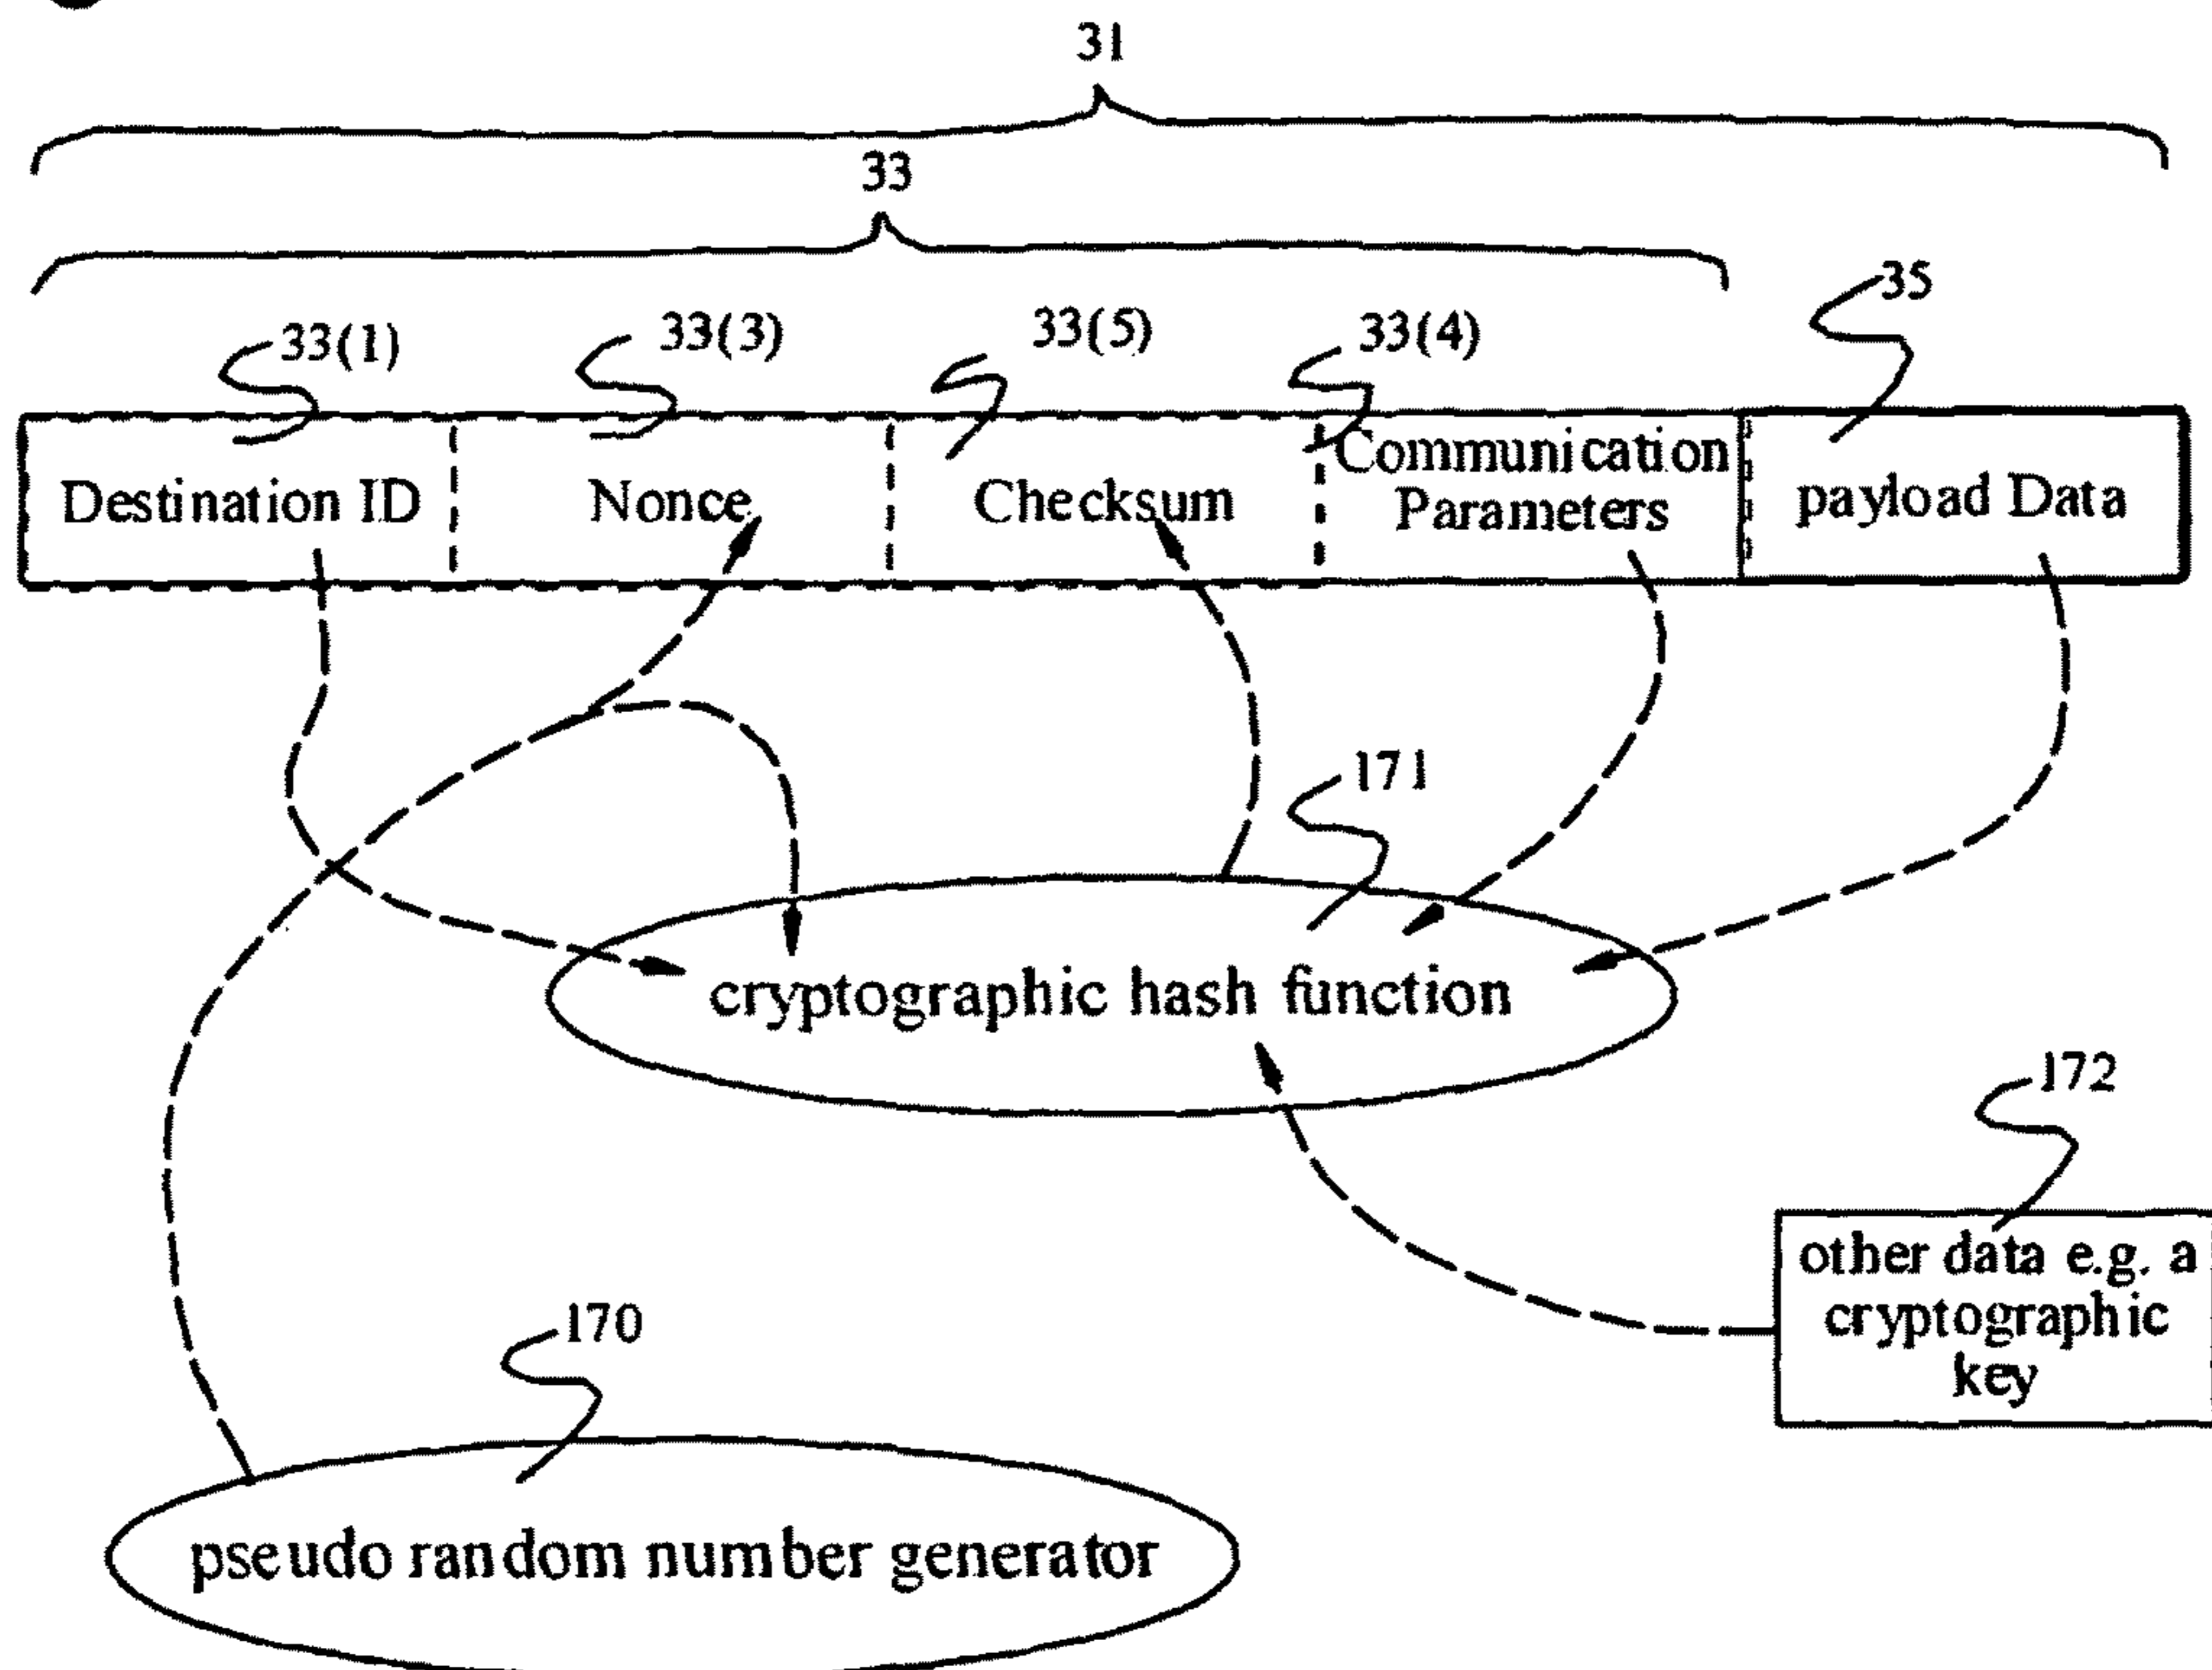 31
33
35
33(1)
33(3)
33(5)
33(4)
Destination ID
Nonce
Checksum
Communication
Parameters
payload Data
171
cryptographic hash function
172
other data e.g. a
cryptographic
key
170
pseudo random number generator